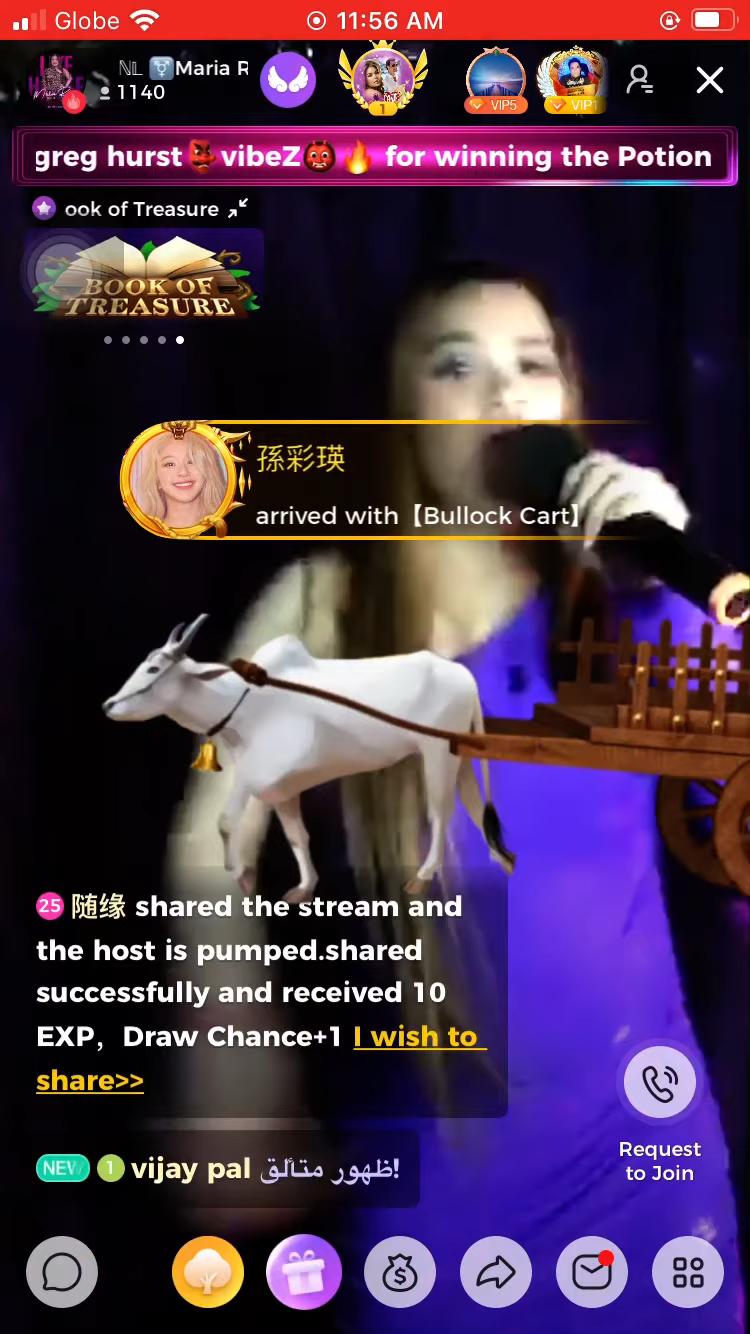 Globe
11:56 AM
NL Maria R
1140
1
VIP5
VIP1
greg hurst vibeZ for winning the Potion
ook of Treasure
BOOK OF
TREASURE
孫彩瑛
arrived with【Bullock Cart】
25 随缘 shared the stream and
the host is pumped.shared
successfully and received 10
EXP，Draw Chance+1 I wish to
share>>
Request
to Join
NEW 1 vijay pal ظهور متألق!